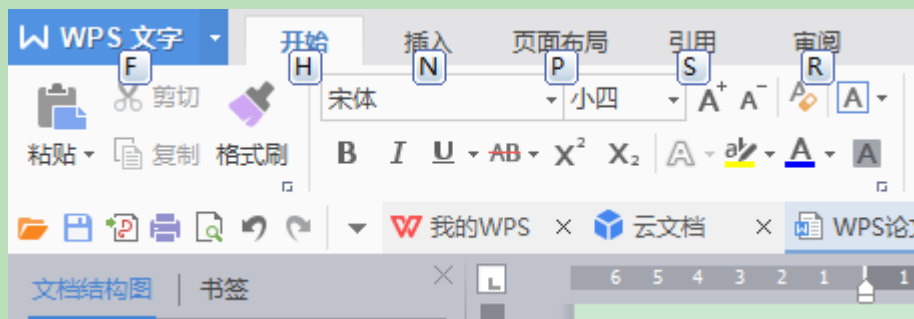 WPS 文字 开始 插入 页面布局 引用 审阅
F H N P S R
剪切 宋体 小四 A+ A- A
粘贴 复制 格式刷 B I U AB X² X₂ A ab A A
我的WPS 云文档 WPS论
文档结构图 书签 L 6 5 4 3 2 1 1